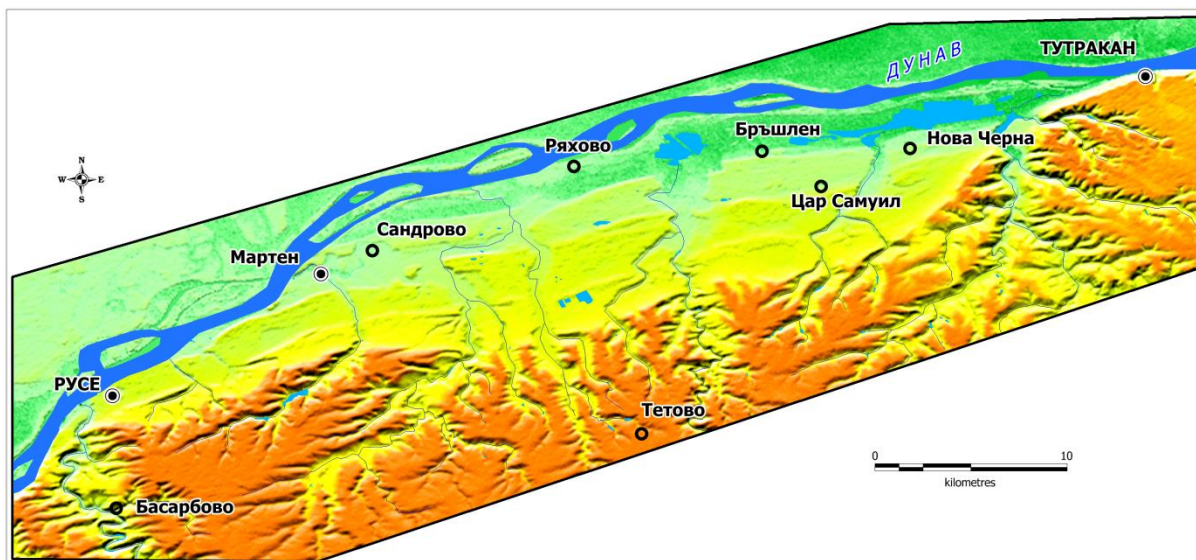 ДУНАВ
ТУТРАКАН
Бръшлен
Нова Черна
Ряхово
N
W E
S
Цар Самуил
Сандрово
Мартен
РУСЕ
Тетово
0 10
kilometres
Басарбово